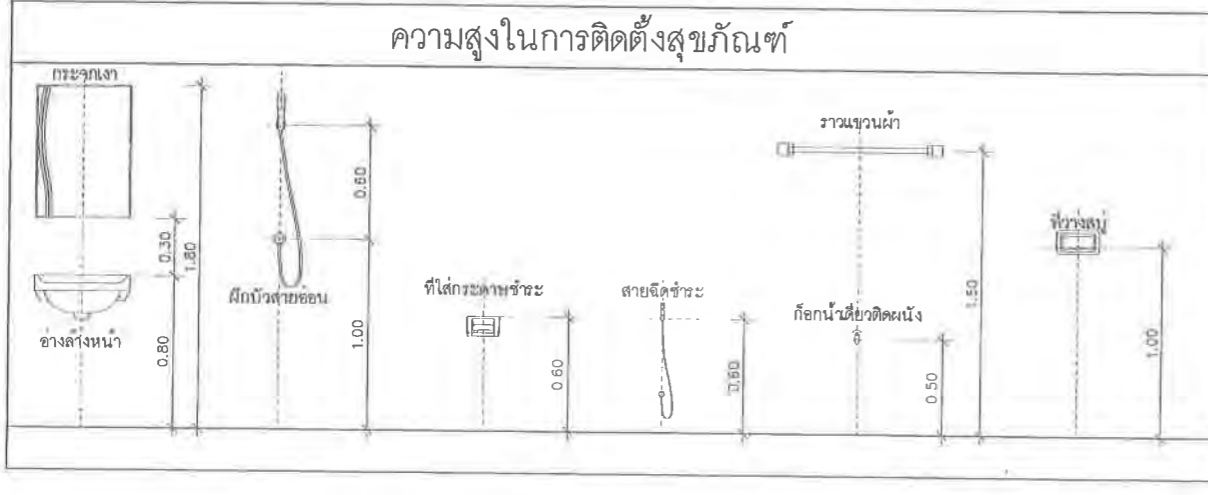 ความสูงในการติดตั้งสุขภัณฑ์
กระจกเงา
0.30
1.80
อ่างล้างหน้า
0.80
ฝักบัวสายอ่อน
0.60
1.00
ที่ใส่กระดาษชำระ
0.60
สายฉีดชำระ
0.60
ราวแขวนผ้า
ก็อกน้ำเดี่ยวติดผนัง
0.50
1.50
ที่วางสบู่
1.00